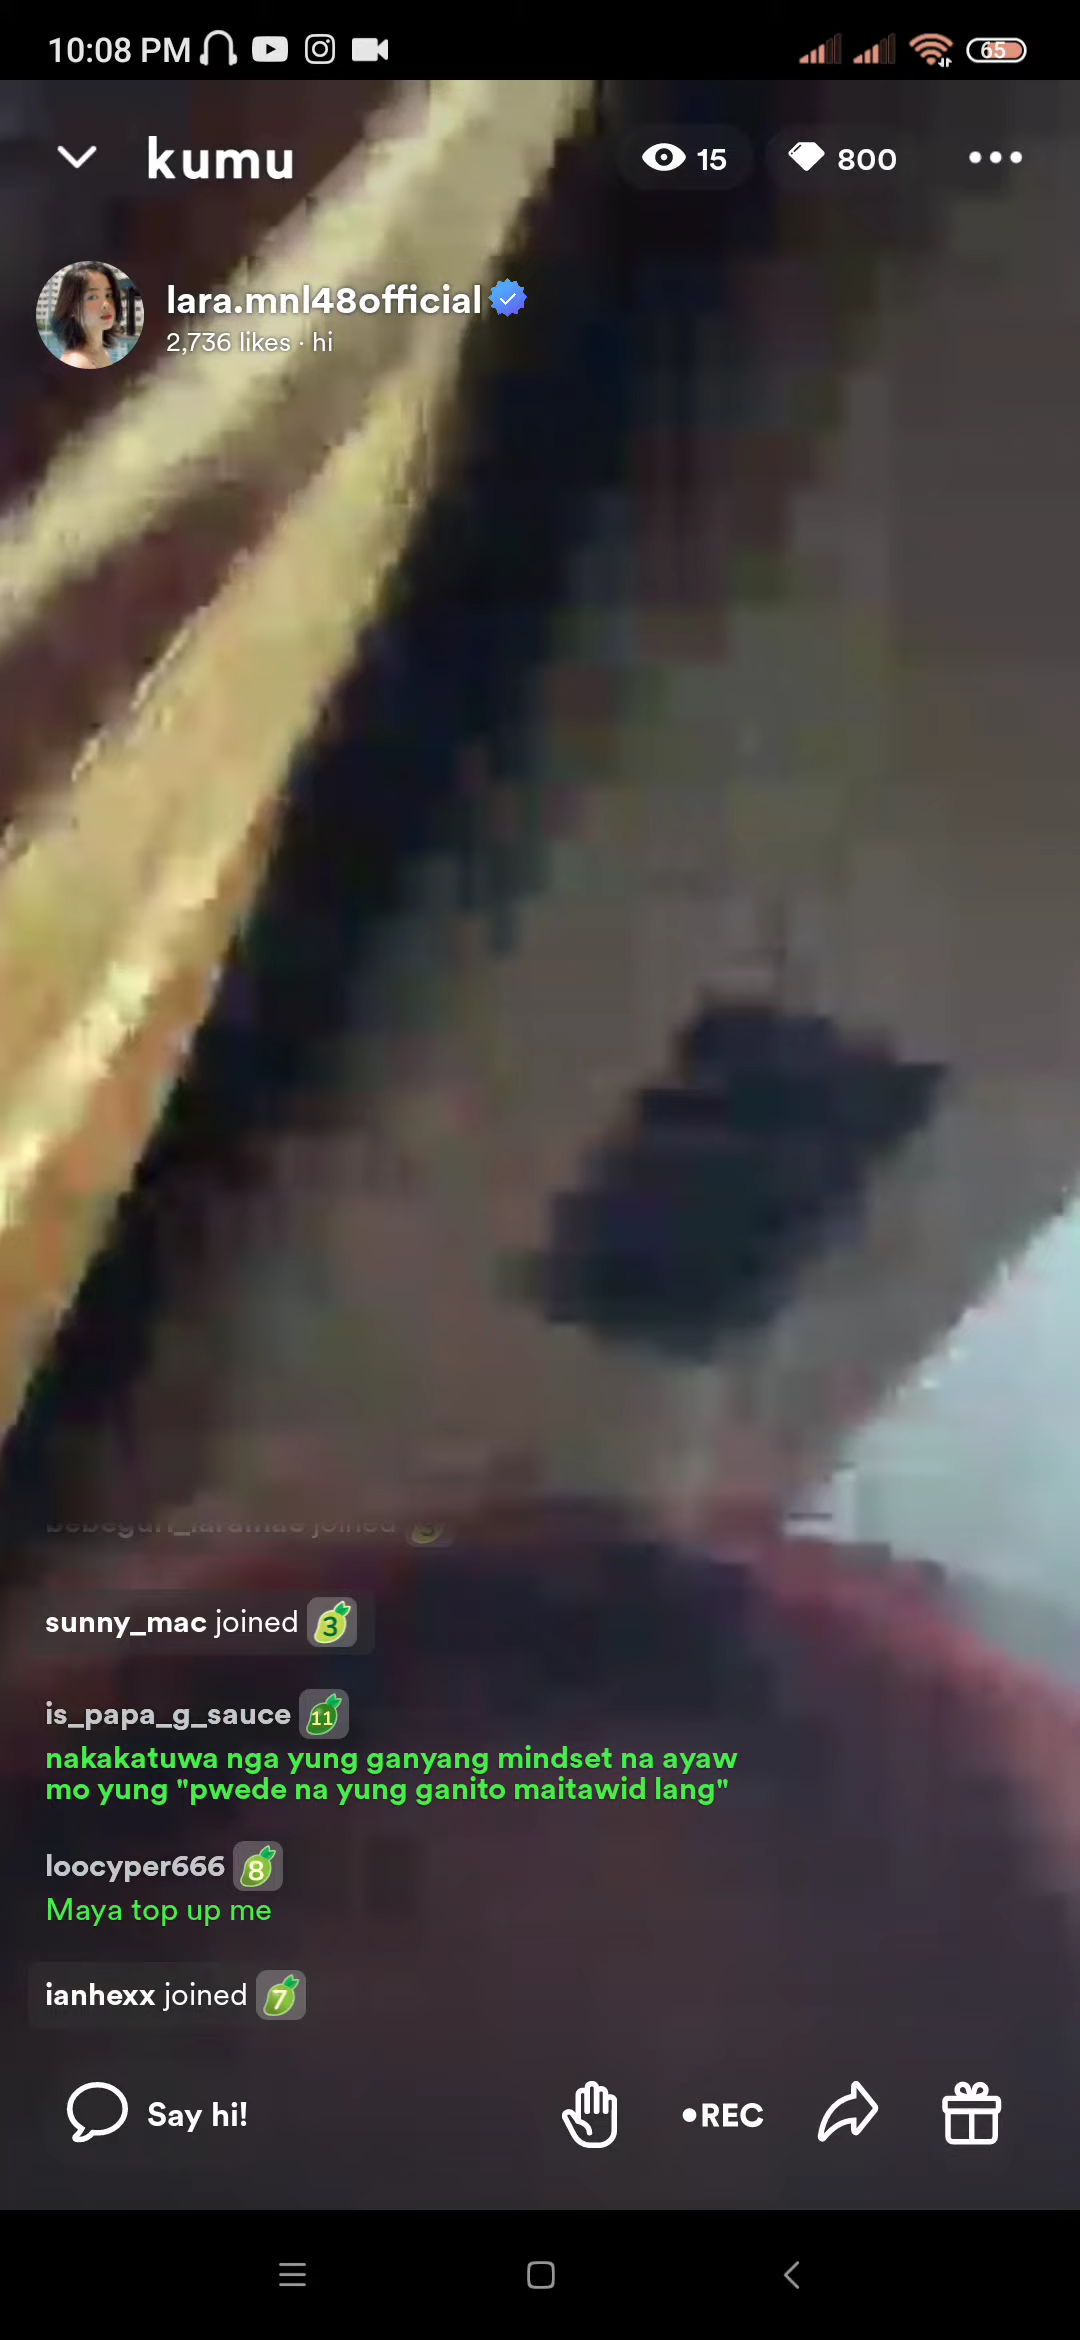 10:08 PM
65
kumu
15
800
lara.mnl48official
2,736 likes · hi
joined
sunny_mac joined 3
is_papa_g_sauce 11
nakakatuwa nga yung ganyang mindset na ayaw
mo yung "pwede na yung ganito maitawid lang"
loocyper666 8
Maya top up me
ianhexx joined 7
Say hi!
•REC